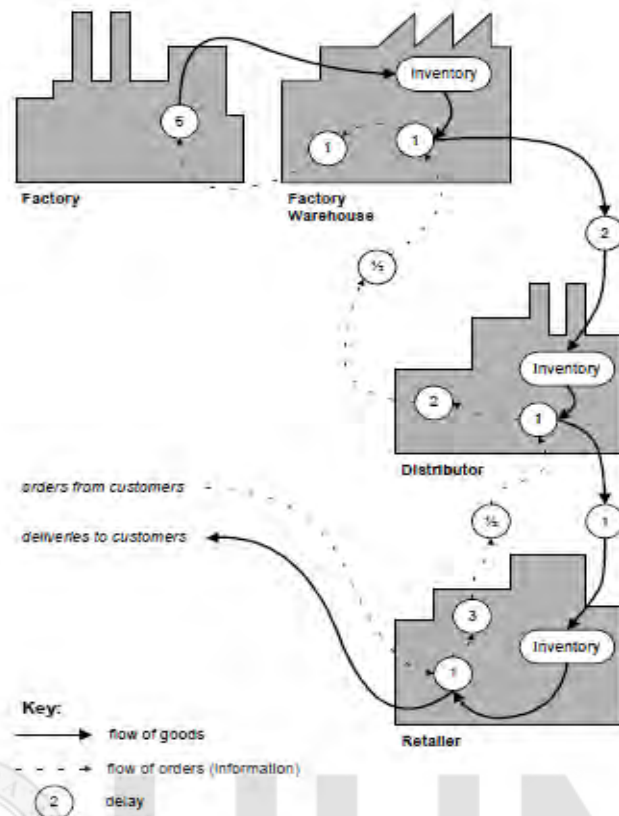 Inventory
5
1
1
Factory
Factory
Warehouse
2
½
Inventory
2
1
Distributor
orders from customers
deliveries to customers
½
1
3
Inventory
1
Key:
flow of goods
Retailer
flow of orders (information)
2
delay